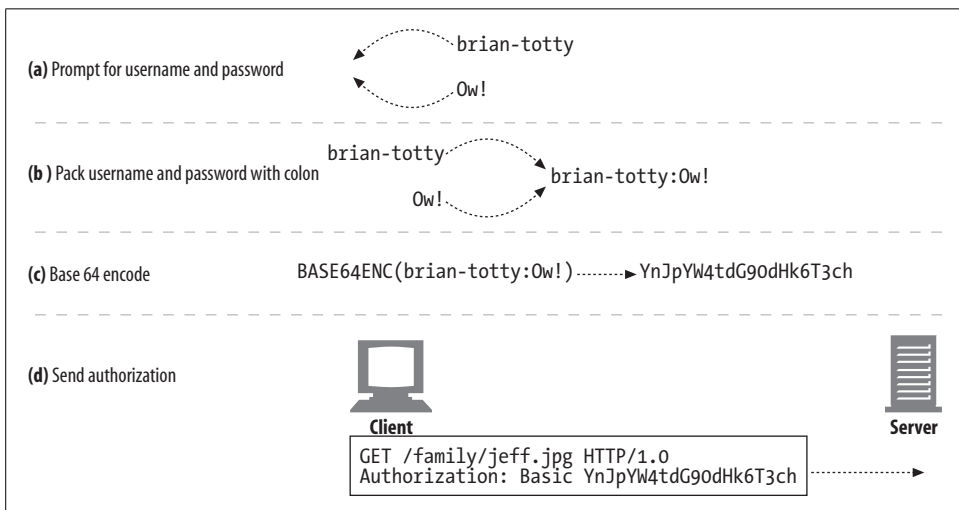 (a) Prompt for username and password
brian-totty
Ow!
(b ) Pack username and password with colon
brian-totty
Ow!
brian-totty:Ow!
(c) Base 64 encode
BASE64ENC(brian-totty:Ow!)
YnJpYW4tdG90dHk6T3ch
(d) Send authorization
Client
Server
GET /family/jeff.jpg HTTP/1.0
Authorization: Basic YnJpYW4tdG90dHk6T3ch